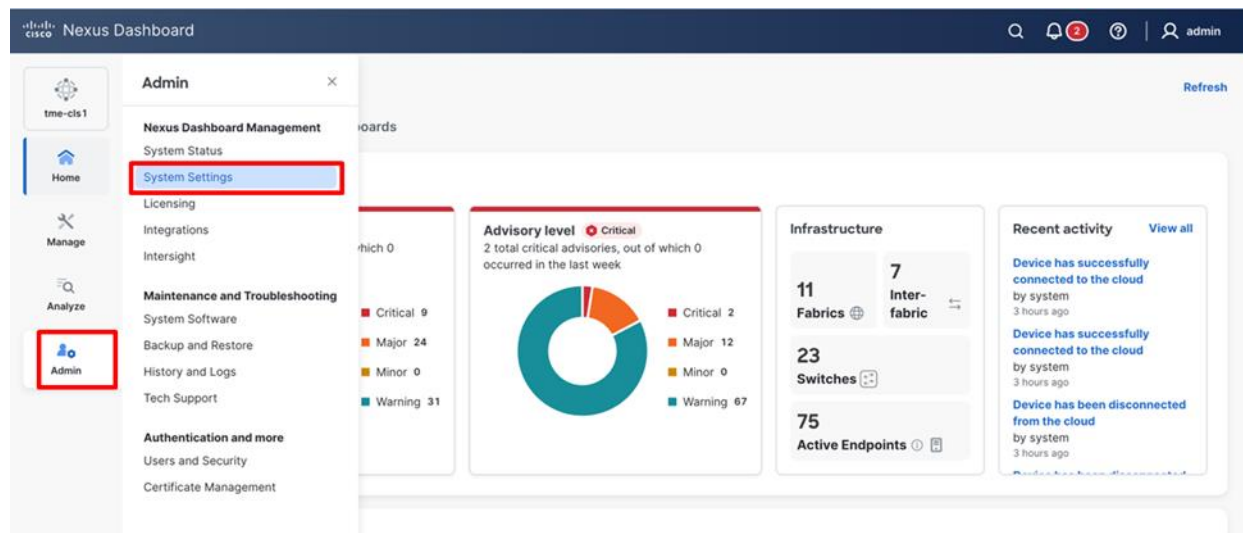 cisco Nexus Dashboard
2
admin
tme-cls1
Home
Manage
Analyze
Admin
Admin
Nexus Dashboard Management
System Status
System Settings
Licensing
Integrations
Intersight
Maintenance and Troubleshooting
System Software
Backup and Restore
History and Logs
Tech Support
Authentication and more
Users and Security
Certificate Management
Refresh
oards
hich 0
Critical 9
Major 24
Minor 0
Warning 31
Advisory level Critical
2 total critical advisories, out of which 0
occurred in the last week
Critical 2
Major 12
Minor 0
Warning 67
Infrastructure
11
Fabrics
7
Inter-
fabric
23
Switches
75
Active Endpoints
Recent activity View all
Device has successfully
connected to the cloud
by system
3 hours ago
Device has successfully
connected to the cloud
by system
3 hours ago
Device has been disconnected
from the cloud
by system
3 hours ago